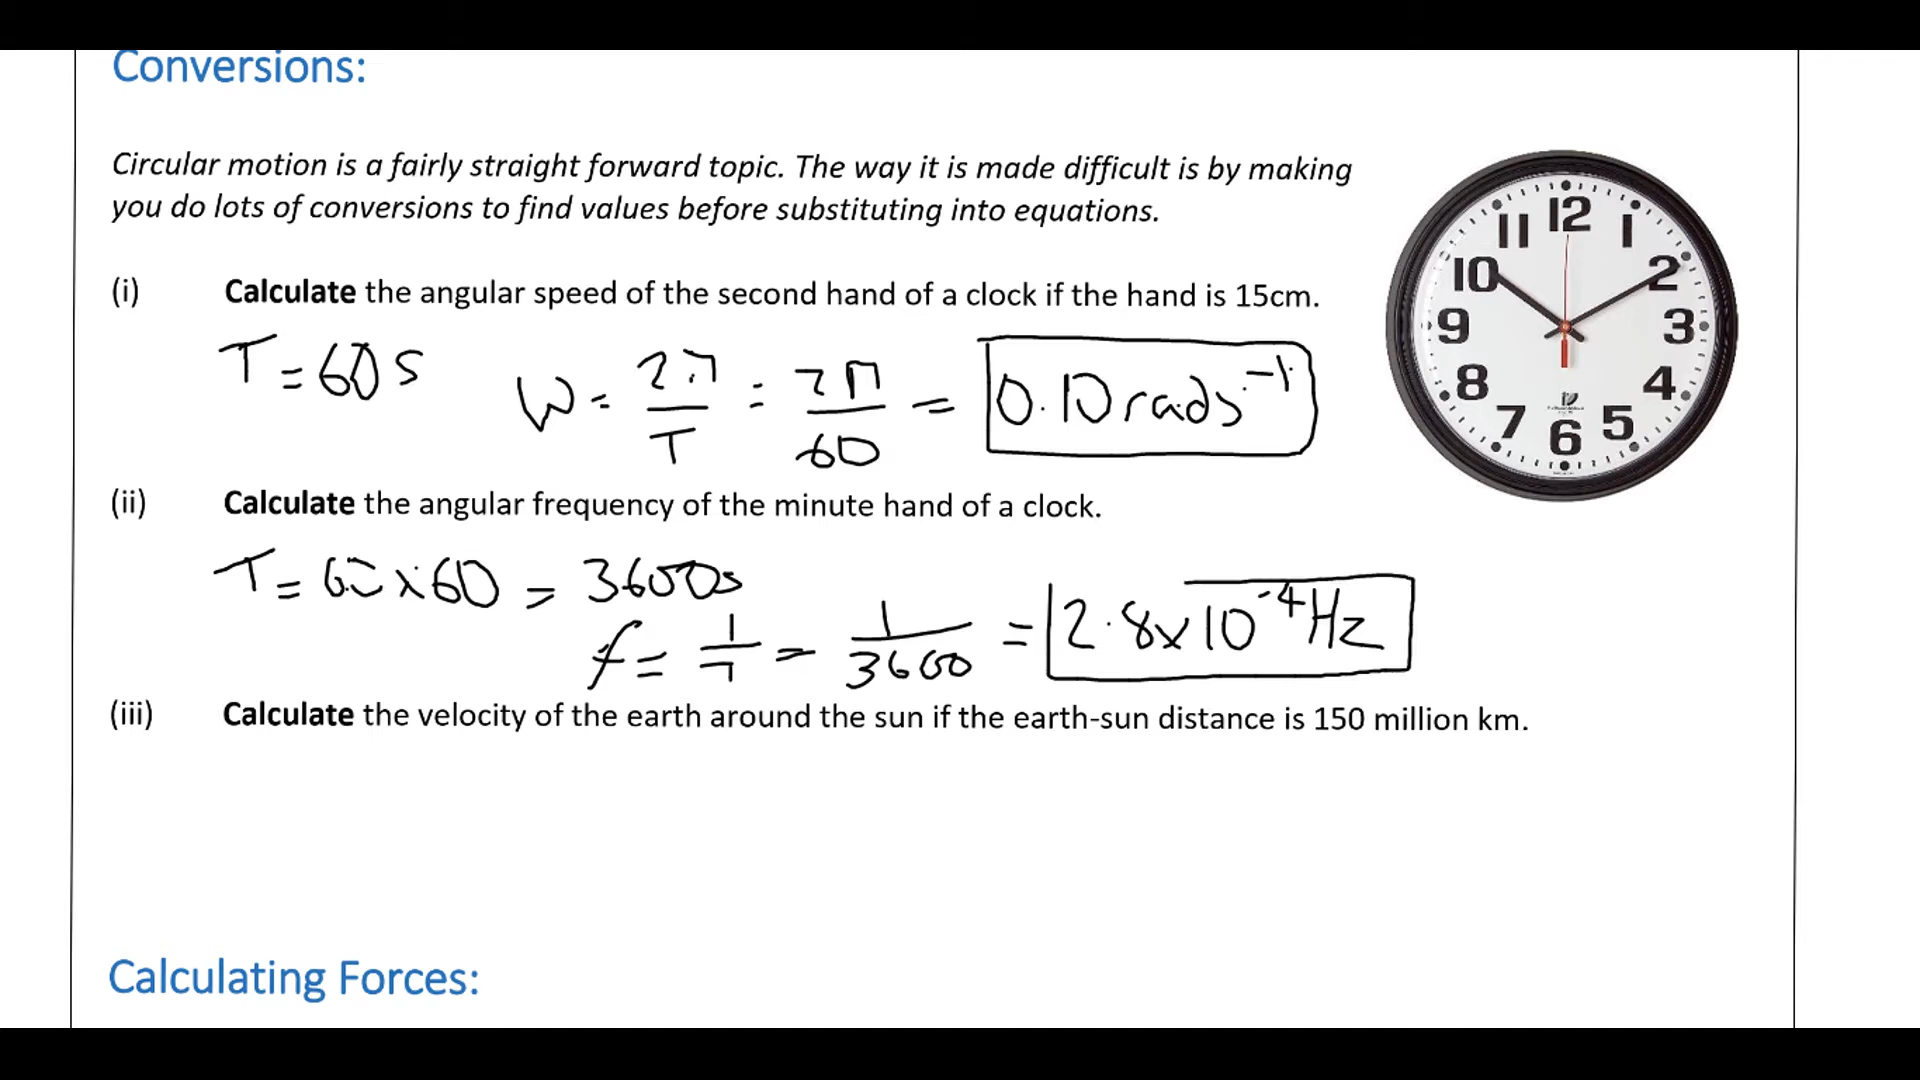 Conversions:
Circular motion is a fairly straight forward topic. The way it is made difficult is by making
you do lots of conversions to find values before substituting into equations.
(i) Calculate the angular speed of the second hand of a clock if the hand is 15cm.
T = 60 s
W = 2π/T = 2π/60 = 0.10 rads⁻¹
(ii) Calculate the angular frequency of the minute hand of a clock.
T = 60 x 60 = 3600s
f = 1/T = 1/3600 = 2.8 x 10⁻⁴ Hz
(iii) Calculate the velocity of the earth around the sun if the earth-sun distance is 150 million km.
Calculating Forces:
12
1
2
3
4
5
6
7
8
9
10
11